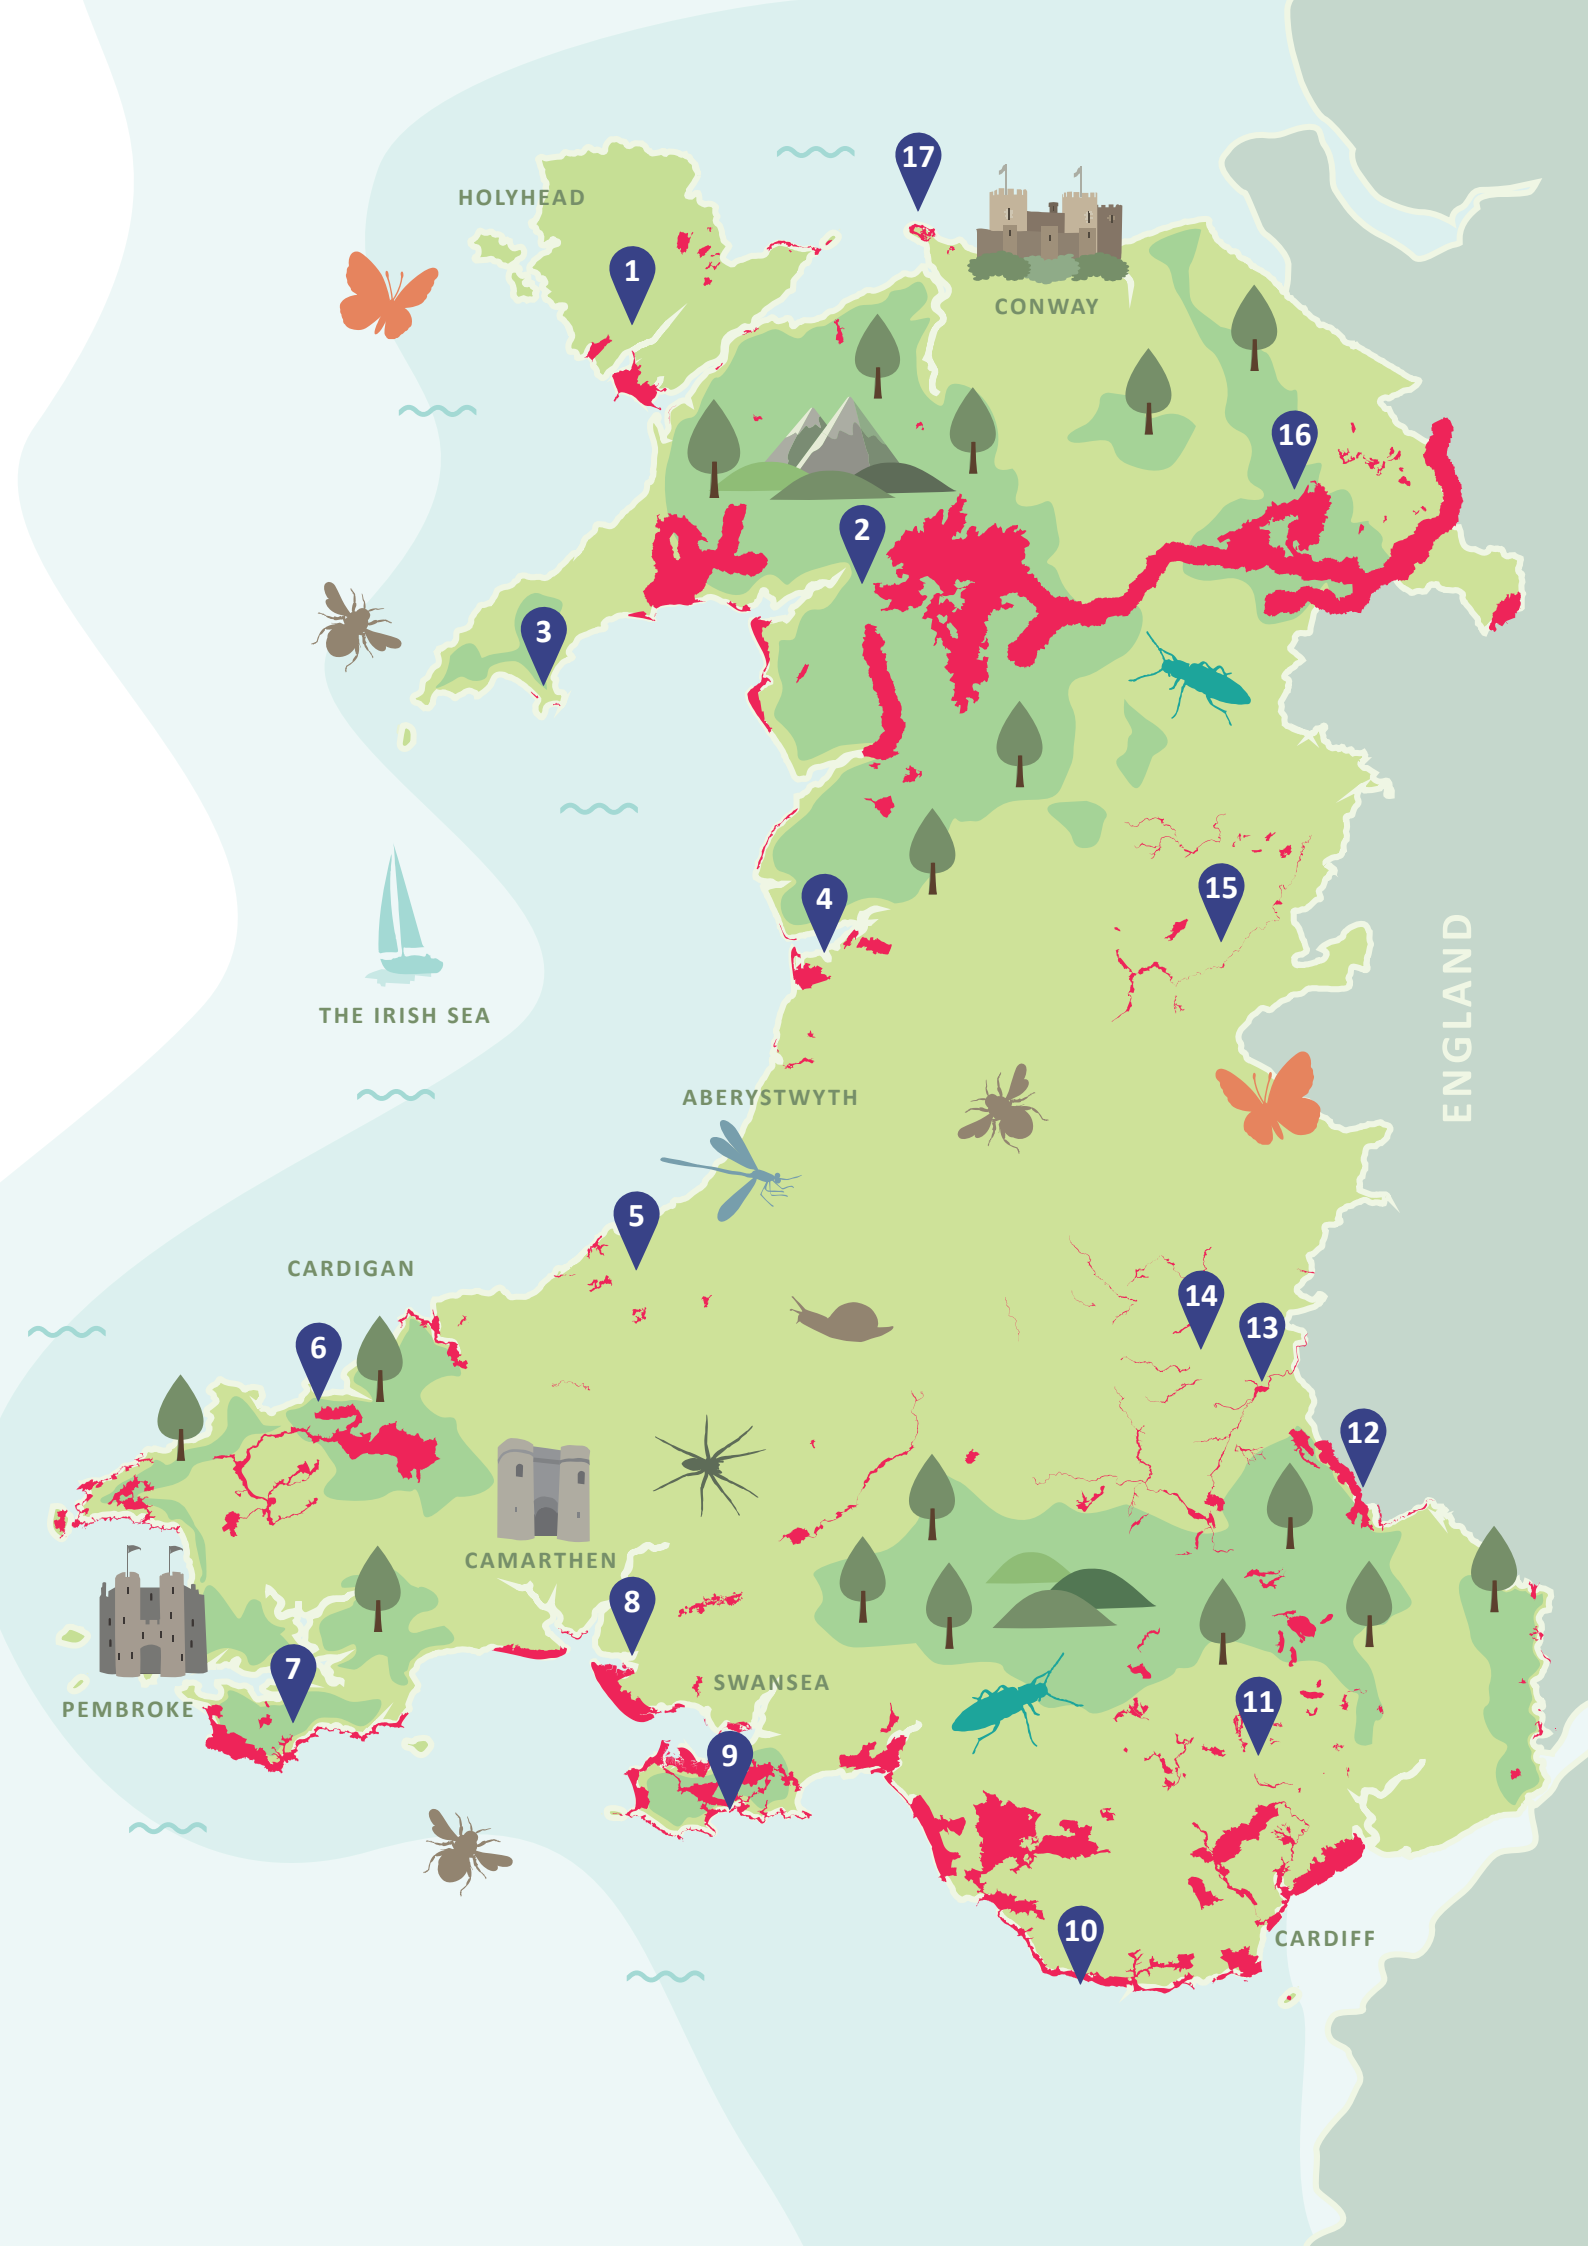 17
HOLYHEAD
1
CONWAY
16
2
3
15
4
ENGLAND
THE IRISH SEA
ABERYSTWYTH
5
CARDIGAN
14
13
6
12
CAMARTHEN
8
7
SWANSEA
PEMBROKE
11
9
10
CARDIFF